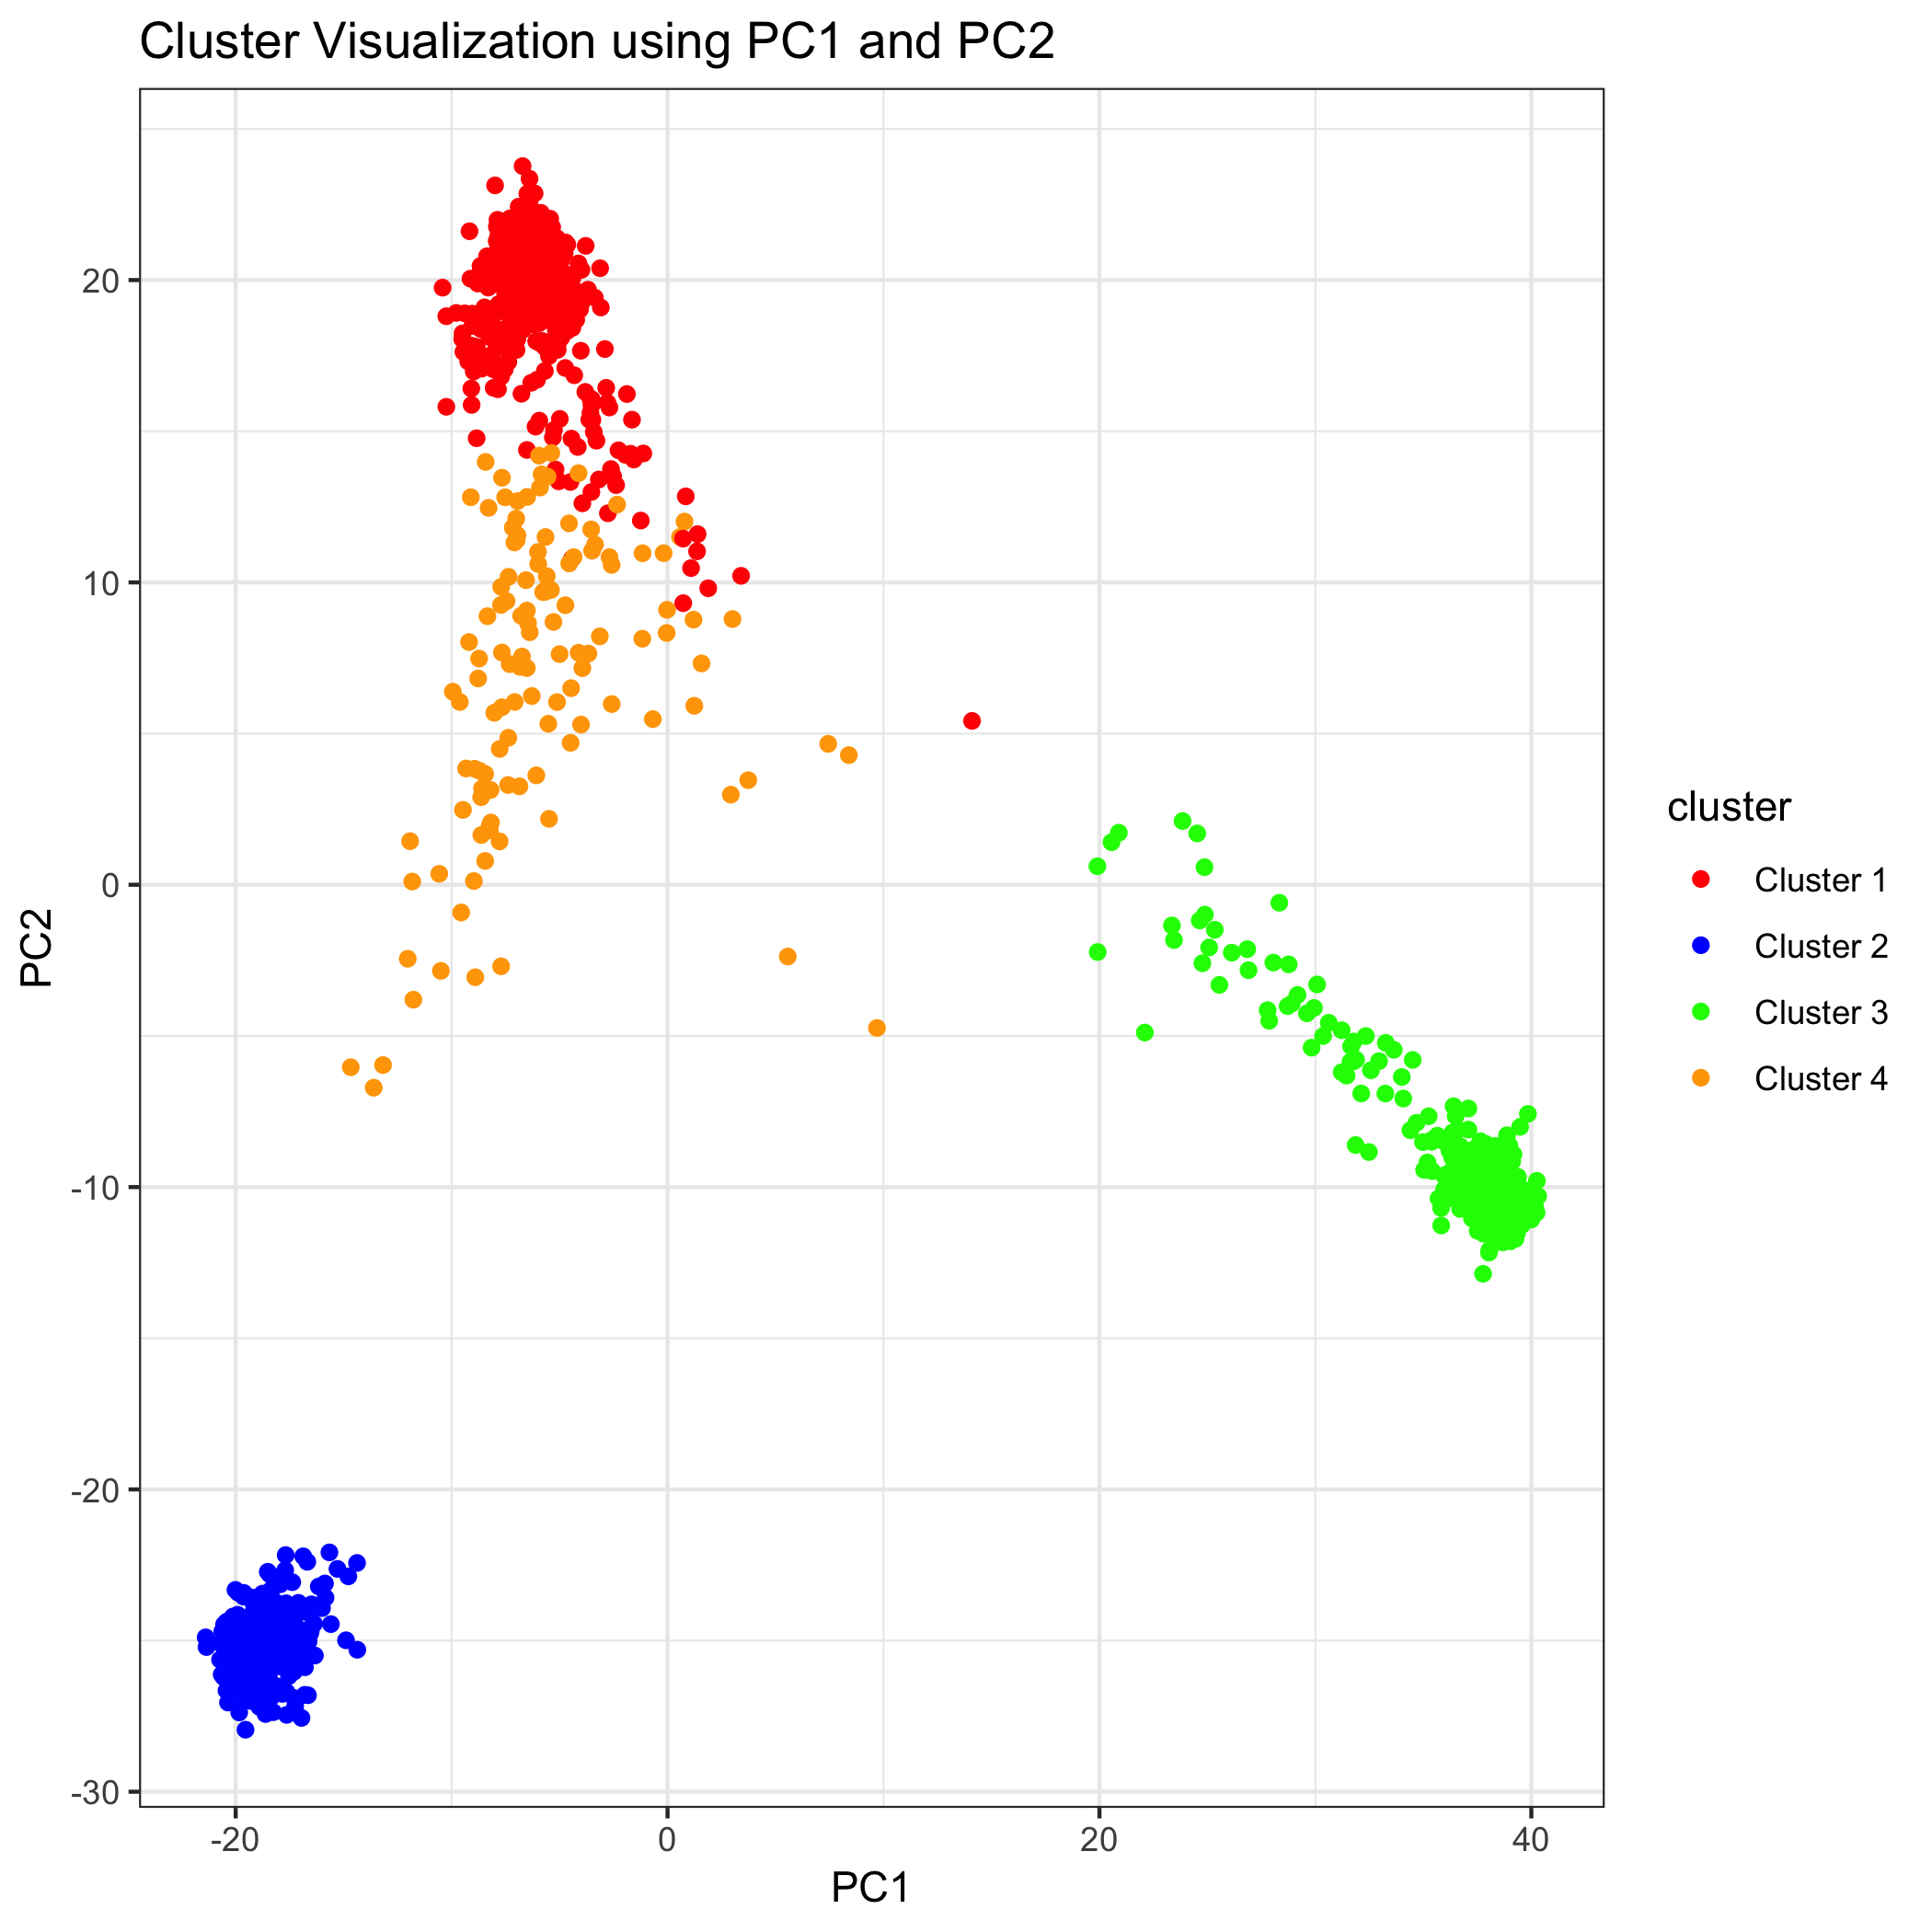 Cluster Visualization using PC1 and PC2
20
10
0
-10
-20
-30
PC2
-20
0
20
40
PC1
cluster
Cluster 1
Cluster 2
Cluster 3
Cluster 4